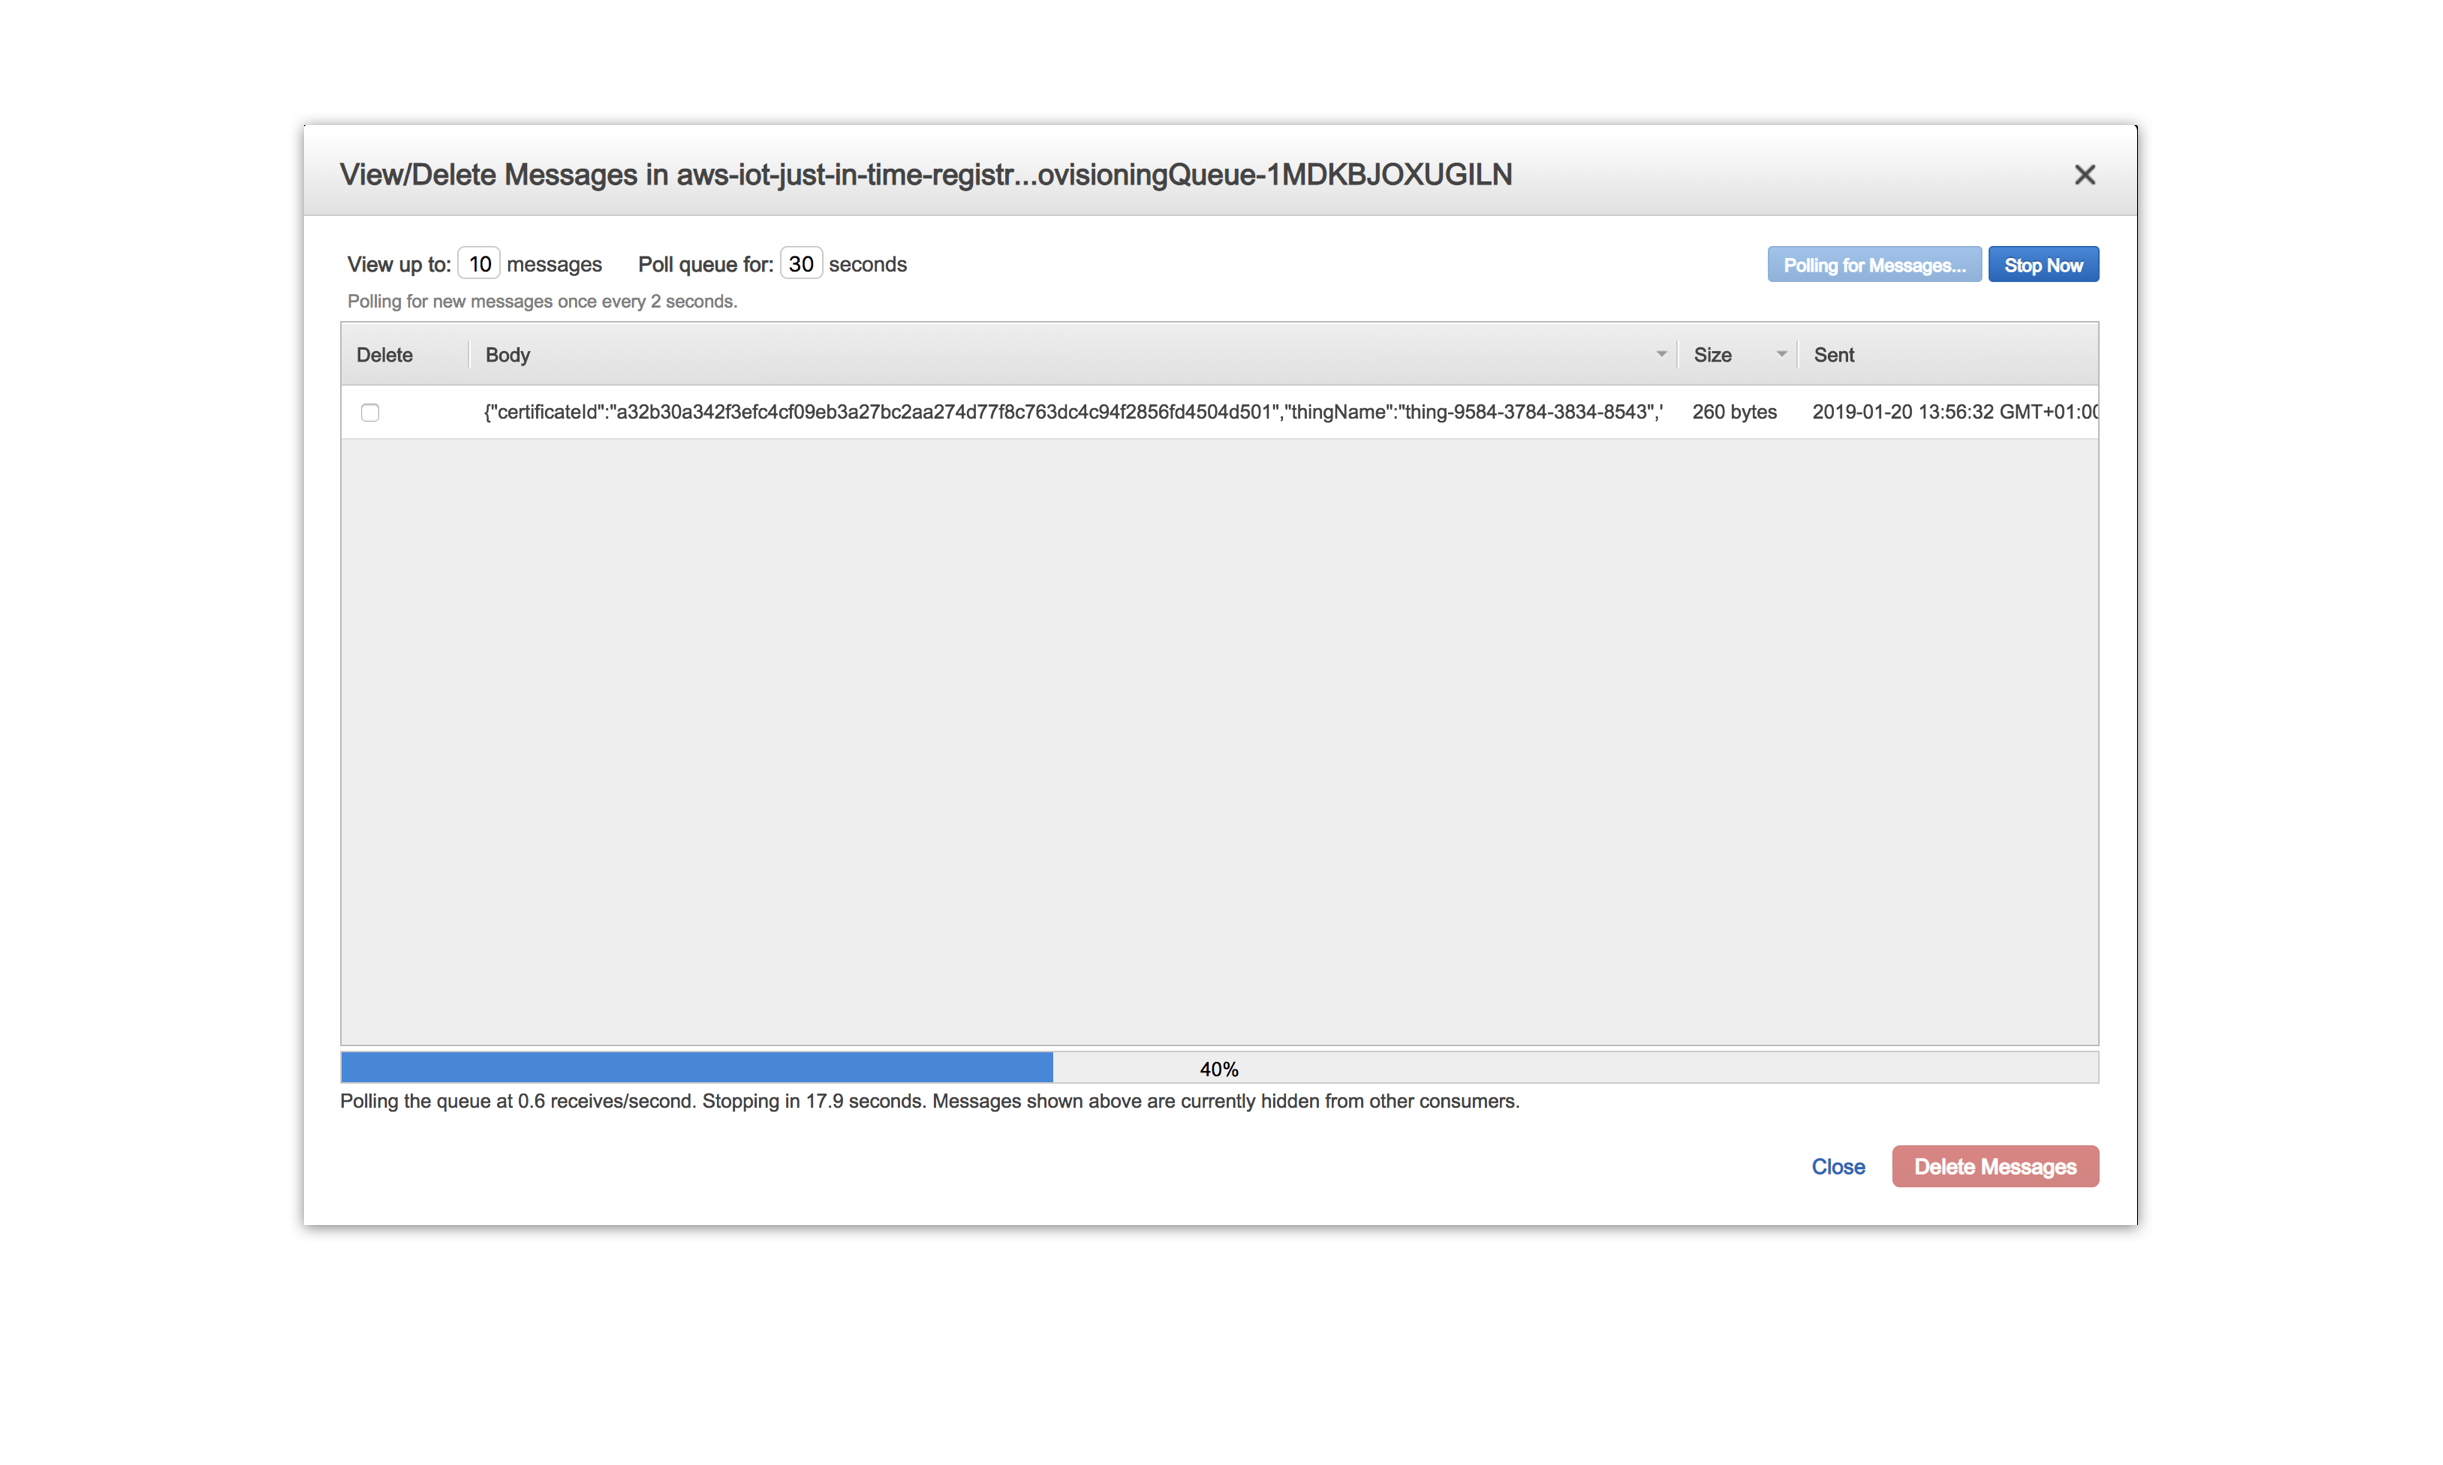 View/Delete Messages in aws-iot-just-in-time-registr...ovisioningQueue-1MDKBJOXUGILN
View up to: 10 messages Poll queue for: 30 seconds Polling for Messages... Stop Now
Polling for new messages once every 2 seconds.
Delete Body Size Sent
{"certificateId":"a32b30a342f3efc4cf09eb3a27bc2aa274d77f8c763dc4c94f2856fd4504d501","thingName":"thing-9584-3784-3834-8543",' 260 bytes 2019-01-20 13:56:32 GMT+01:00
40%
Polling the queue at 0.6 receives/second. Stopping in 17.9 seconds. Messages shown above are currently hidden from other consumers.
Close Delete Messages